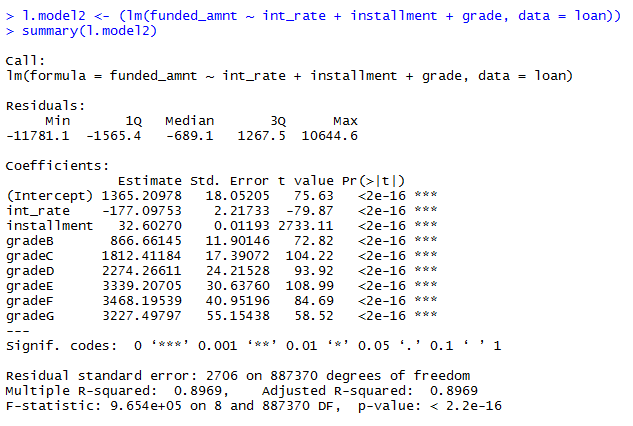 > l.model2 <- (lm(funded_amnt ~ int_rate + installment + grade, data = loan))
> summary(l.model2)
Call:
lm(formula = funded_amnt ~ int_rate + installment + grade, data = loan)
Residuals:
Min 1Q Median 3Q Max
-11781.1 -1565.4 -689.1 1267.5 10644.6
Coefficients:
Estimate Std. Error t value Pr(>|t|)
(Intercept) 1365.20978 18.05205 75.63 <2e-16 ***
int_rate -177.09753 2.21733 -79.87 <2e-16 ***
installment 32.60270 0.01193 2733.11 <2e-16 ***
gradeB 866.66145 11.90146 72.82 <2e-16 ***
gradeC 1812.41184 17.39072 104.22 <2e-16 ***
gradeD 2274.26611 24.21528 93.92 <2e-16 ***
gradeE 3339.20705 30.63760 108.99 <2e-16 ***
gradeF 3468.19539 40.95196 84.69 <2e-16 ***
gradeG 3227.49797 55.15438 58.52 <2e-16 ***
---
Signif. codes: 0 ‘***’ 0.001 ‘**’ 0.01 ‘*’ 0.05 ‘.’ 0.1 ‘ ’ 1
Residual standard error: 2706 on 887370 degrees of freedom
Multiple R-squared: 0.8969, Adjusted R-squared: 0.8969
F-statistic: 9.654e+05 on 8 and 887370 DF, p-value: < 2.2e-16